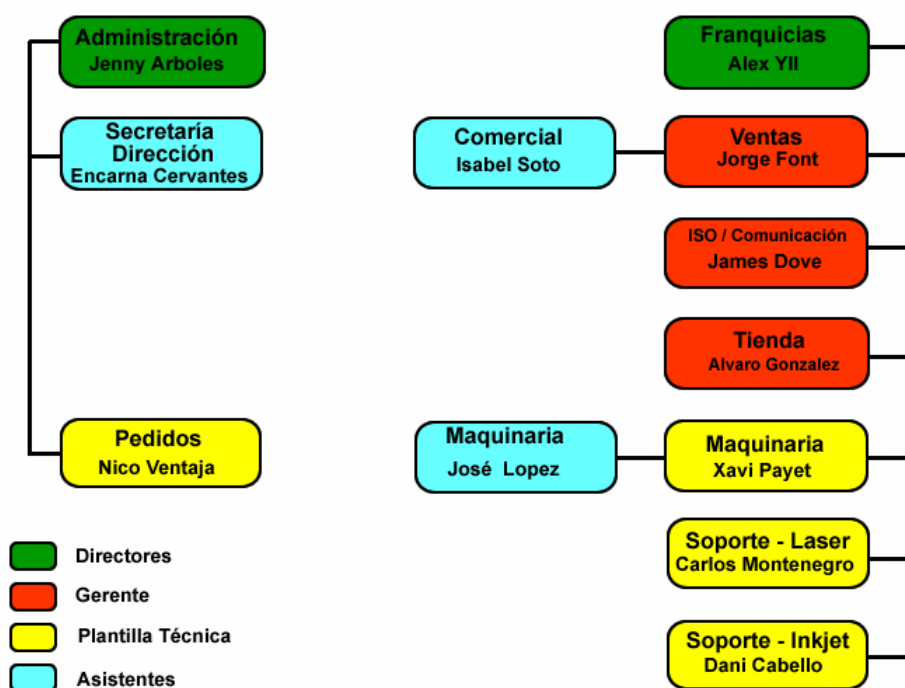 Administración
Jenny Arboles
Franquicias
Alex Yll
Secretaría
Dirección
Encarna Cervantes
Comercial
Isabel Soto
Ventas
Jorge Font
ISO / Comunicación
James Dove
Tienda
Alvaro Gonzalez
Pedidos
Nico Ventaja
Maquinaria
José Lopez
Maquinaria
Xavi Payet
Soporte - Laser
Carlos Montenegro
Soporte - Inkjet
Dani Cabello
Directores
Gerente
Plantilla Técnica
Asistentes